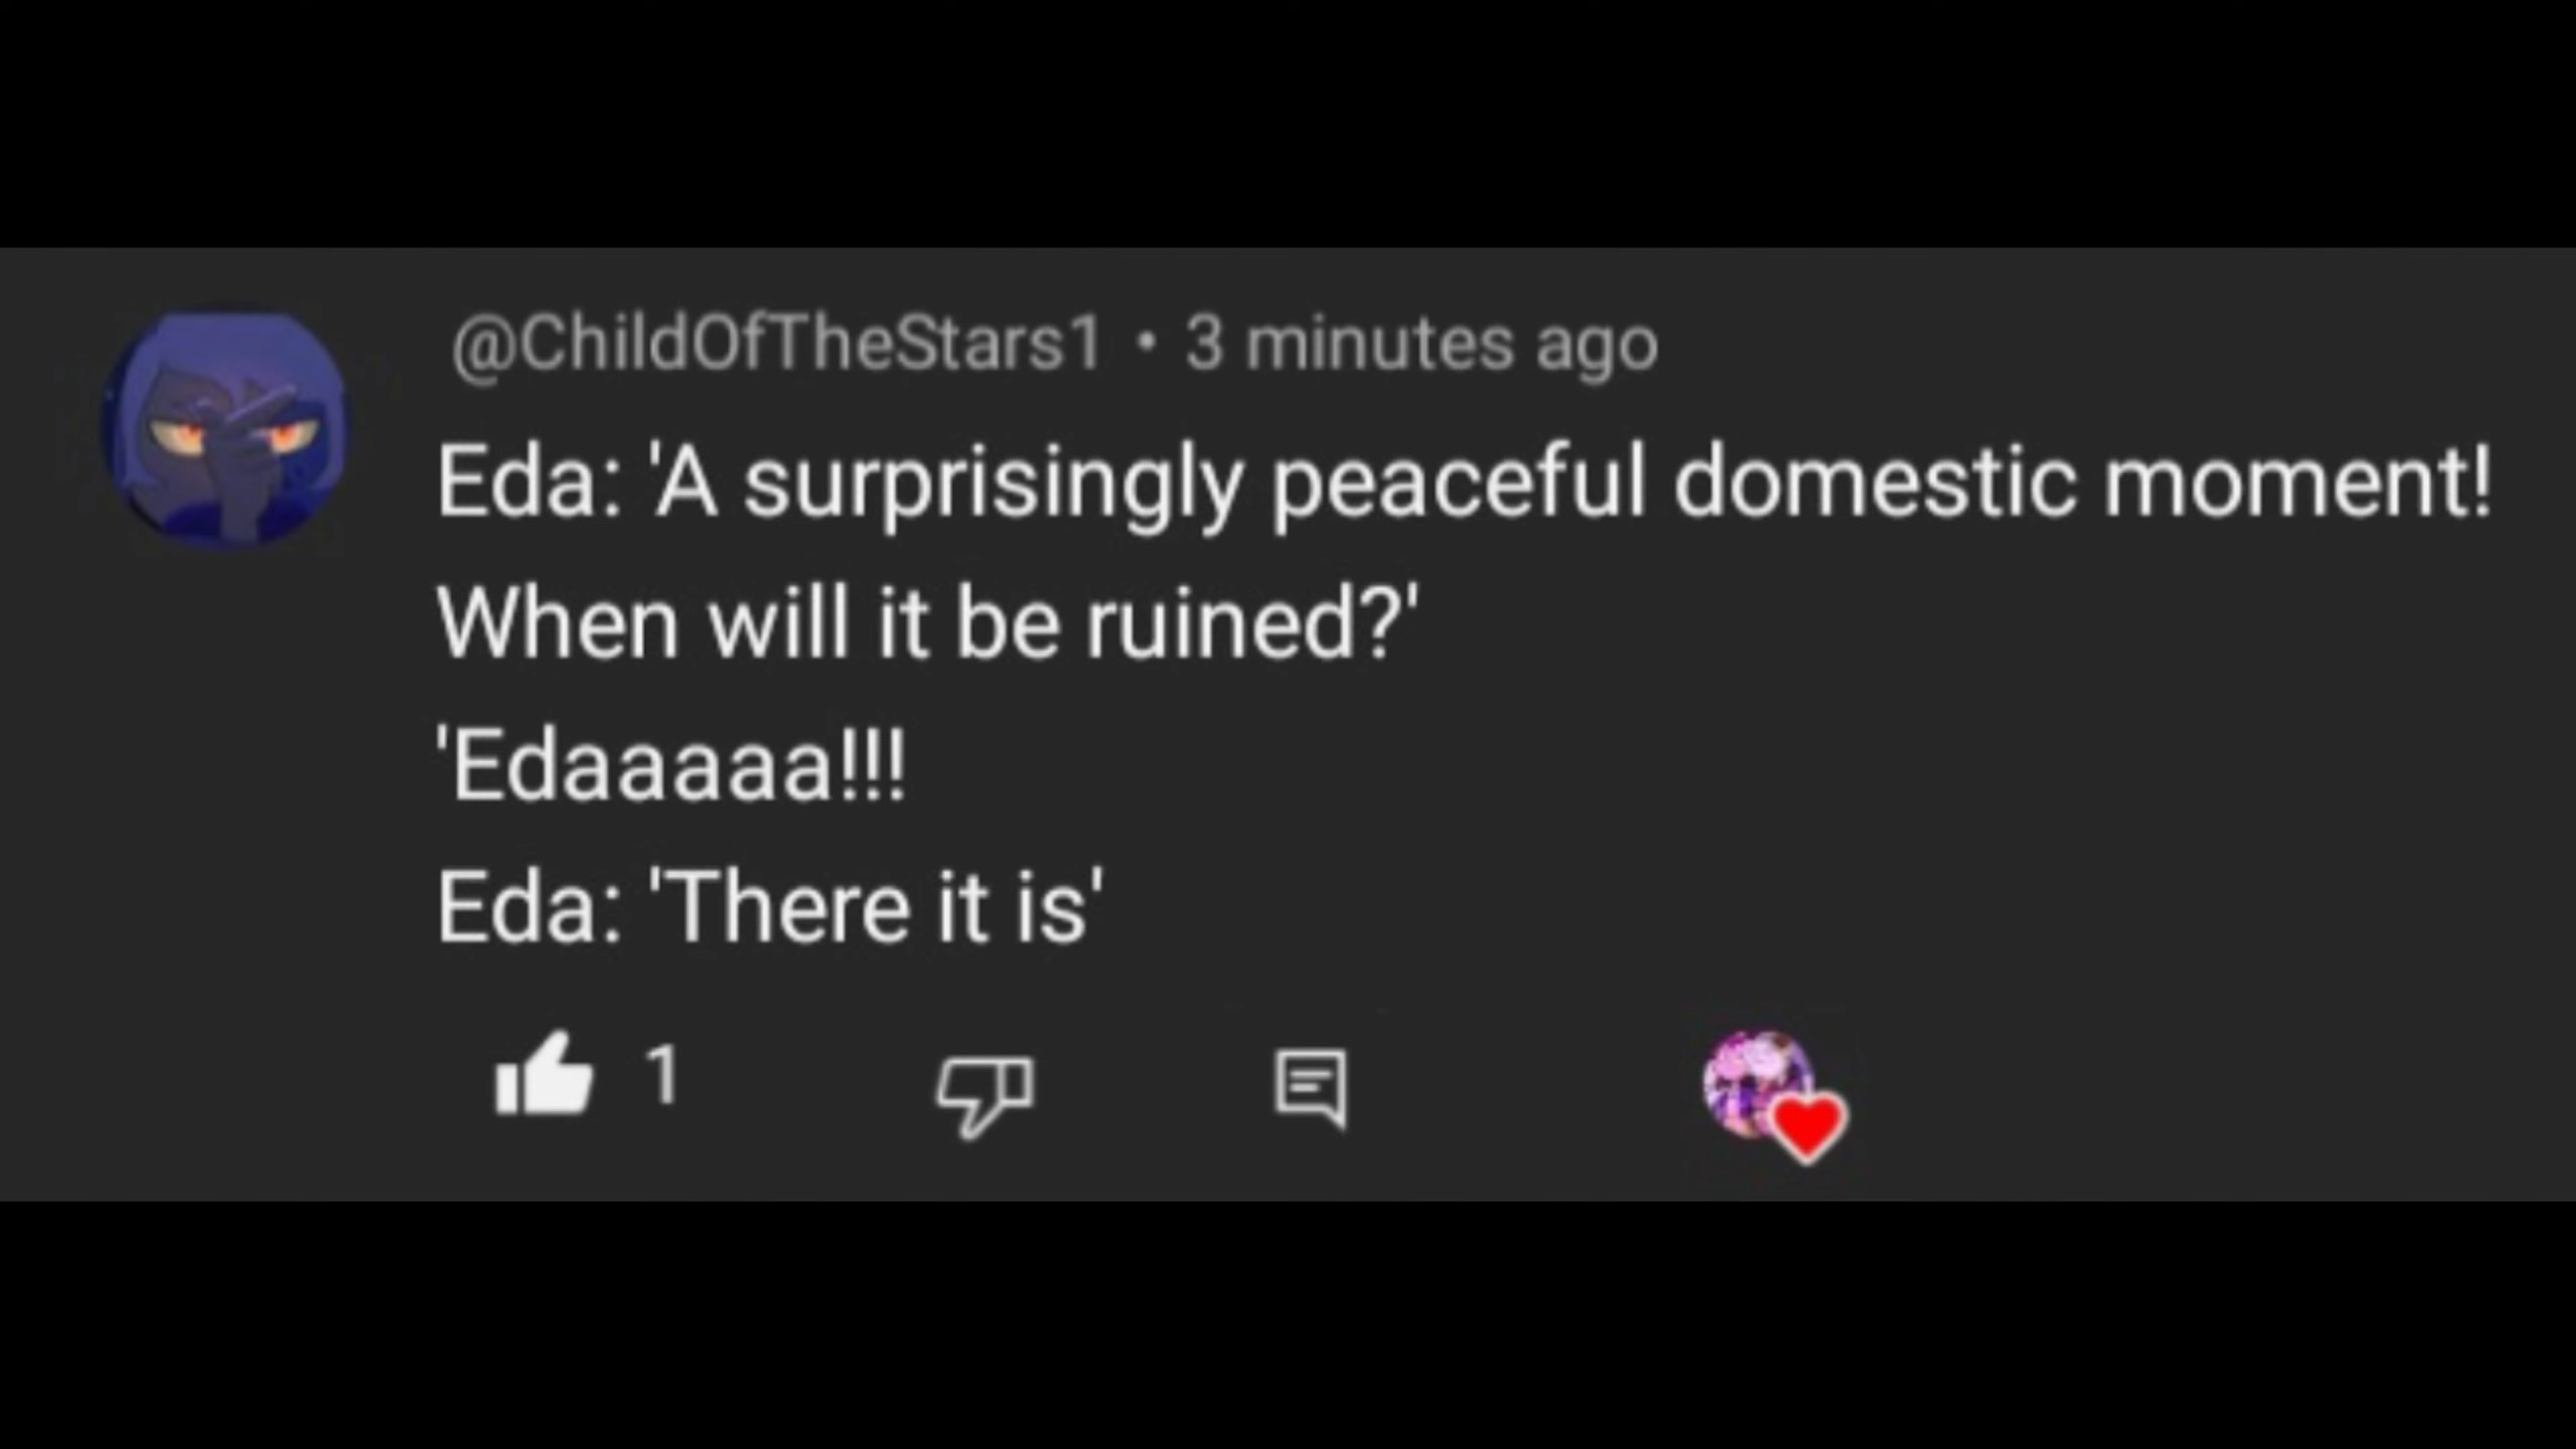 @ChildOfTheStars1 • 3 minutes ago
Eda: 'A surprisingly peaceful domestic moment!
When will it be ruined?'
'Edaaaaa!!!
Eda: 'There it is'
1